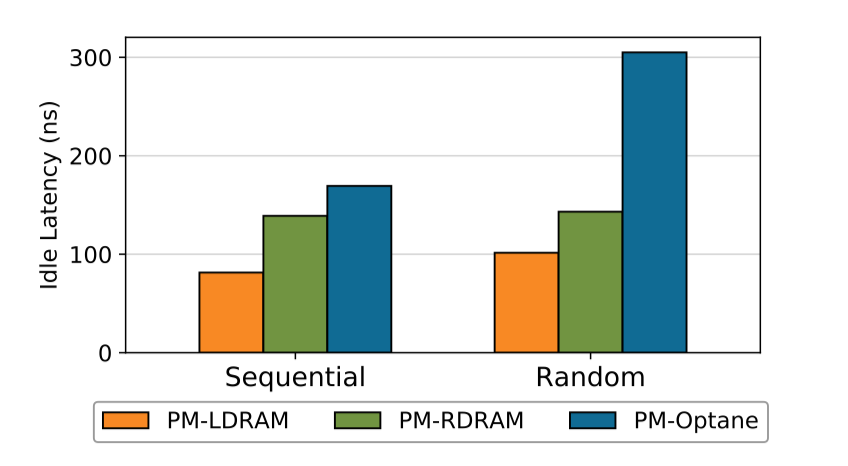 Idle Latency (ns)
300
200
100
0
Sequential Random
PM-LDRAM PM-RDRAM PM-Optane